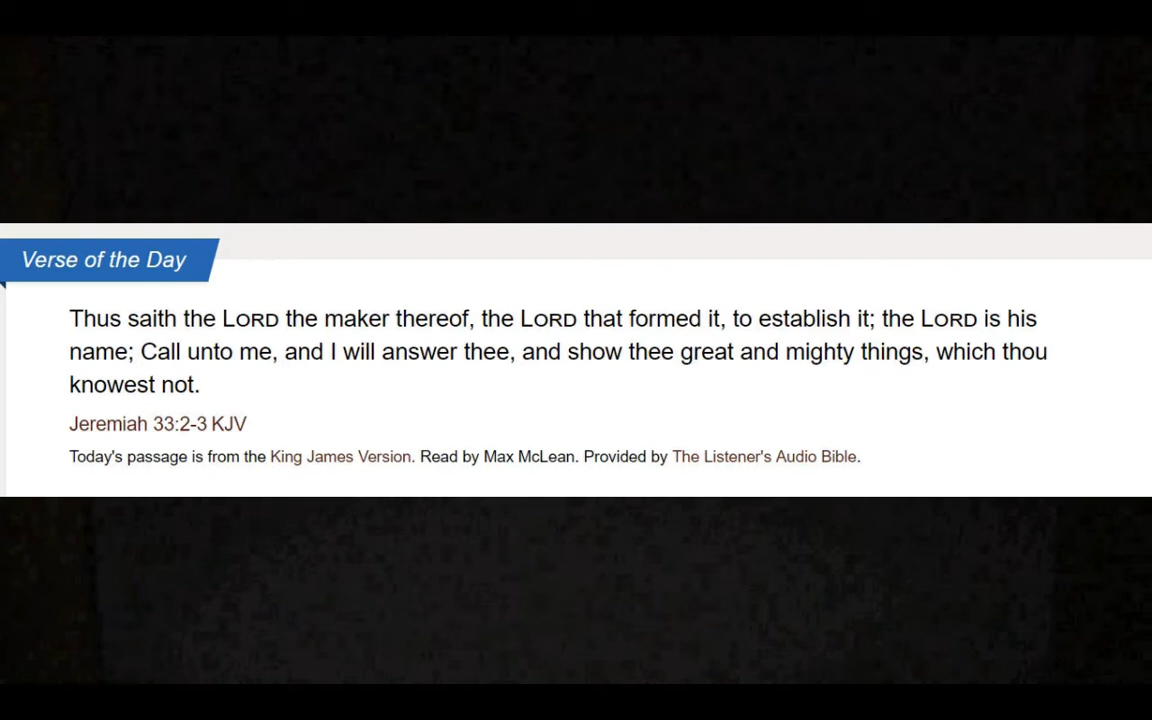 Verse of the Day
Thus saith the LORD the maker thereof, the LORD that formed it, to establish it; the LORD is his
name; Call unto me, and I will answer thee, and show thee great and mighty things, which thou
knowest not.
Jeremiah 33:2-3 KJV
Today's passage is from the King James Version. Read by Max McLean. Provided by The Listener's Audio Bible.